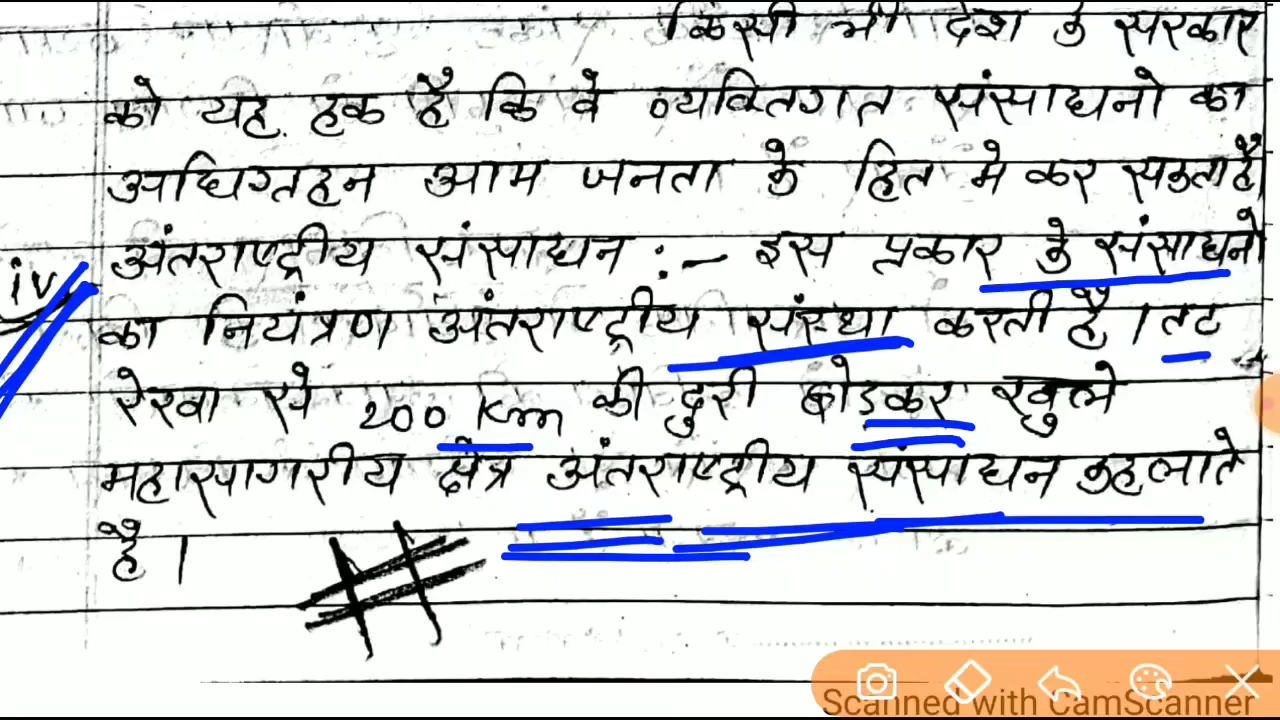 किसी भी देश के सरकार
को यह हक है कि वे व्यक्तिगत संसाधनो का
अधिग्रहन आम जनता के हित मे कर सकता है।
iv अंतराष्ट्रीय संसाधन :- इस प्रकार के संसाधनो
का नियंत्रण अंतराष्ट्रीय संस्था करती है । तट
रेखा से 200 Km की दुरी छोडकर खुले
महासागरीय क्षेत्र अंतराष्ट्रीय संसाधन कहलाते
है ।
Scanned with CamScanner